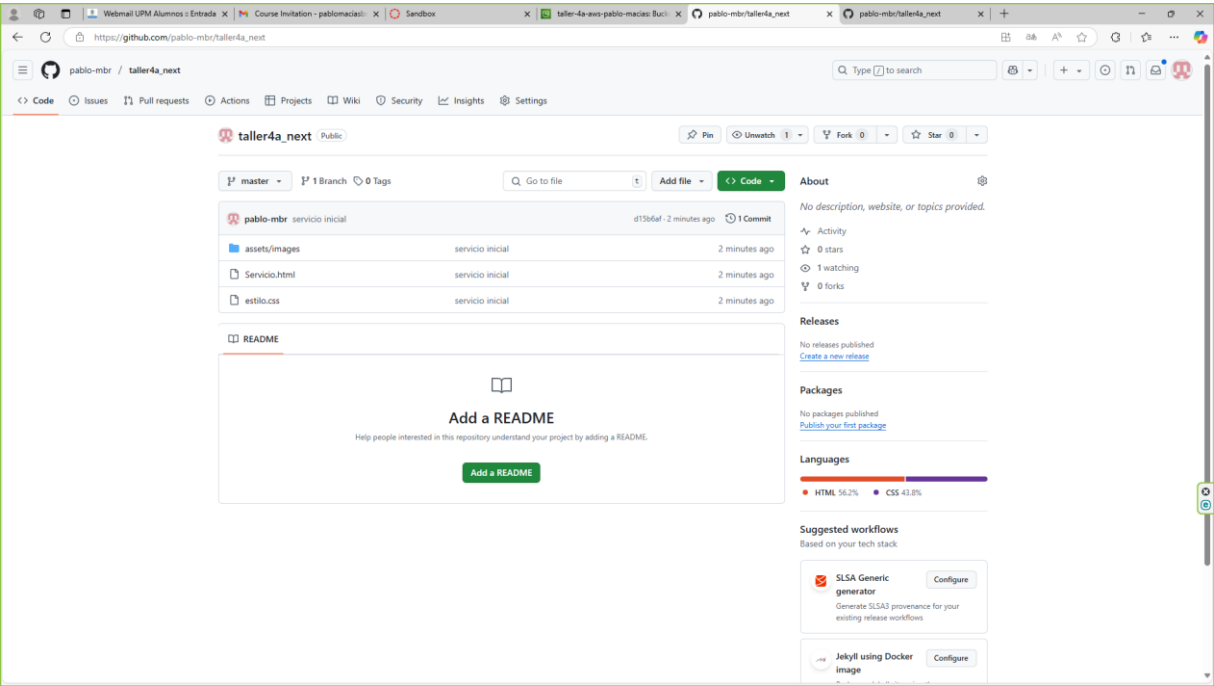 Webmail UPM Alumnos :: Entrada
Course Invitation - pablomaciasb
Sandbox
taller-4a-aws-pablo-macias: Buck
pablo-mbr/taller4a_next
pablo-mbr/taller4a_next
https://github.com/pablo-mbr/taller4a_next
pablo-mbr / taller4a_next
Type / to search
Code Issues Pull requests Actions Projects Wiki Security Insights Settings
taller4a_next Public
Pin Unwatch 1 Fork 0 Star 0
master 1 Branch 0 Tags
Go to file t Add file Code
pablo-mbr servicio inicial d15b6af · 2 minutes ago 1 Commit
assets/images servicio inicial 2 minutes ago
Servicio.html servicio inicial 2 minutes ago
estilo.css servicio inicial 2 minutes ago
README
Add a README
Help people interested in this repository understand your project by adding a README.
Add a README
About
No description, website, or topics provided.
Activity
0 stars
1 watching
0 forks
Releases
No releases published
Create a new release
Packages
No packages published
Publish your first package
Languages
HTML 56.2% CSS 43.8%
Suggested workflows
Based on your tech stack
SLSA Generic
generator
Configure
Generate SLSA3 provenance for your
existing release workflows
Jekyll using Docker
image
Configure